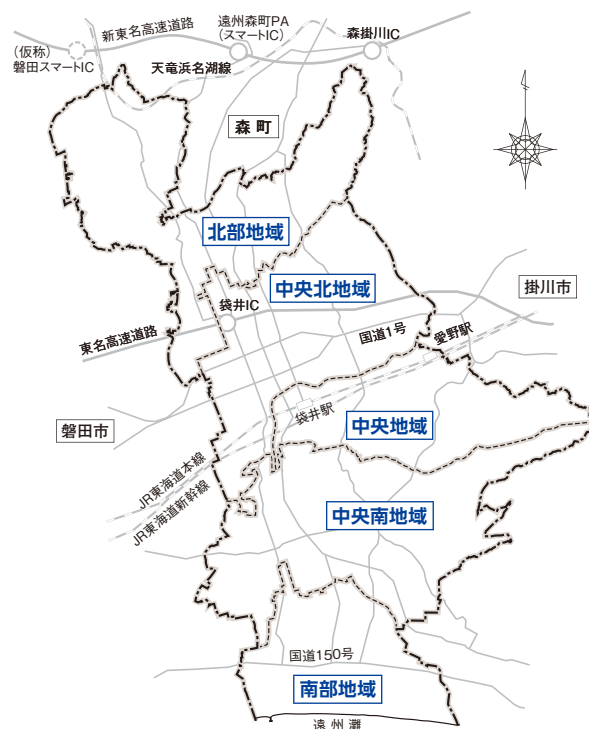 新東名高速道路
遠州森町PA
（スマートIC）
森掛川IC
（仮称）
磐田スマートIC
天竜浜名湖線
森町
北部地域
中央北地域
掛川市
袋井IC
東名高速道路
国道1号
愛野駅
袋井駅
磐田市
中央地域
JR東海道本線
JR東海道新幹線
中央南地域
国道150号
南部地域
遠州灘